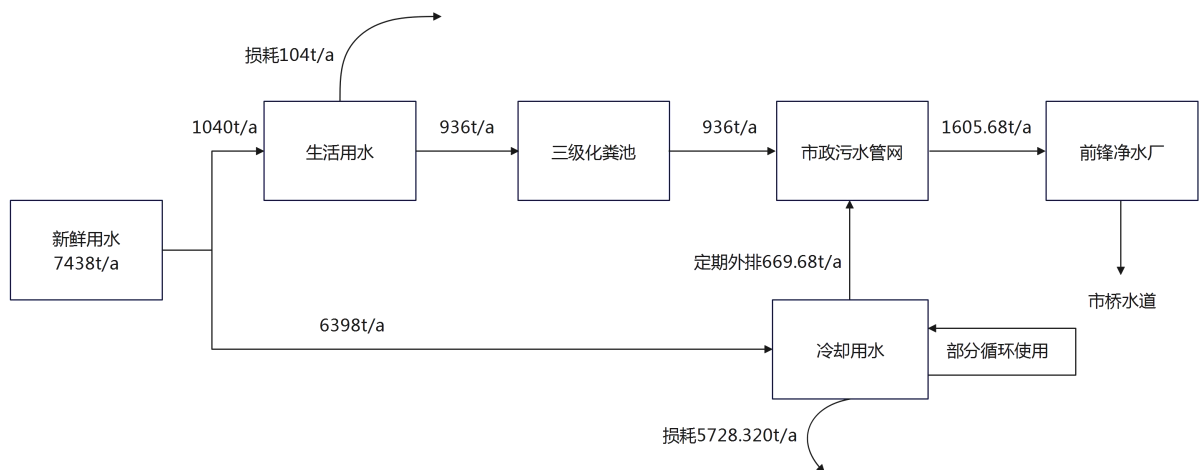 损耗104t/a
1040t/a
生活用水
936t/a
三级化粪池
936t/a
市政污水管网
1605.68t/a
前锋净水厂
新鲜用水
7438t/a
定期外排669.68t/a
市桥水道
6398t/a
冷却用水
部分循环使用
损耗5728.320t/a